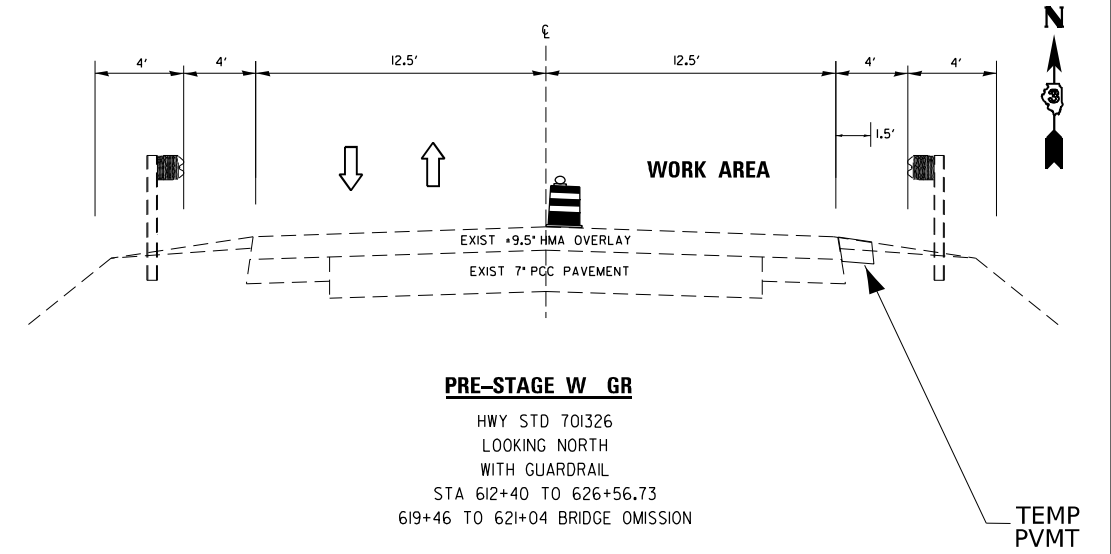 ℄
N
4'
4'
12.5'
12.5'
4'
4'
3
1.5'
WORK AREA
EXIST ±9.5" HMA OVERLAY
EXIST 7" PCC PAVEMENT
PRE-STAGE W GR
HWY STD 701326
LOOKING NORTH
WITH GUARDRAIL
STA 612+40 TO 626+56.73
619+46 TO 621+04 BRIDGE OMISSION
TEMP
PVMT